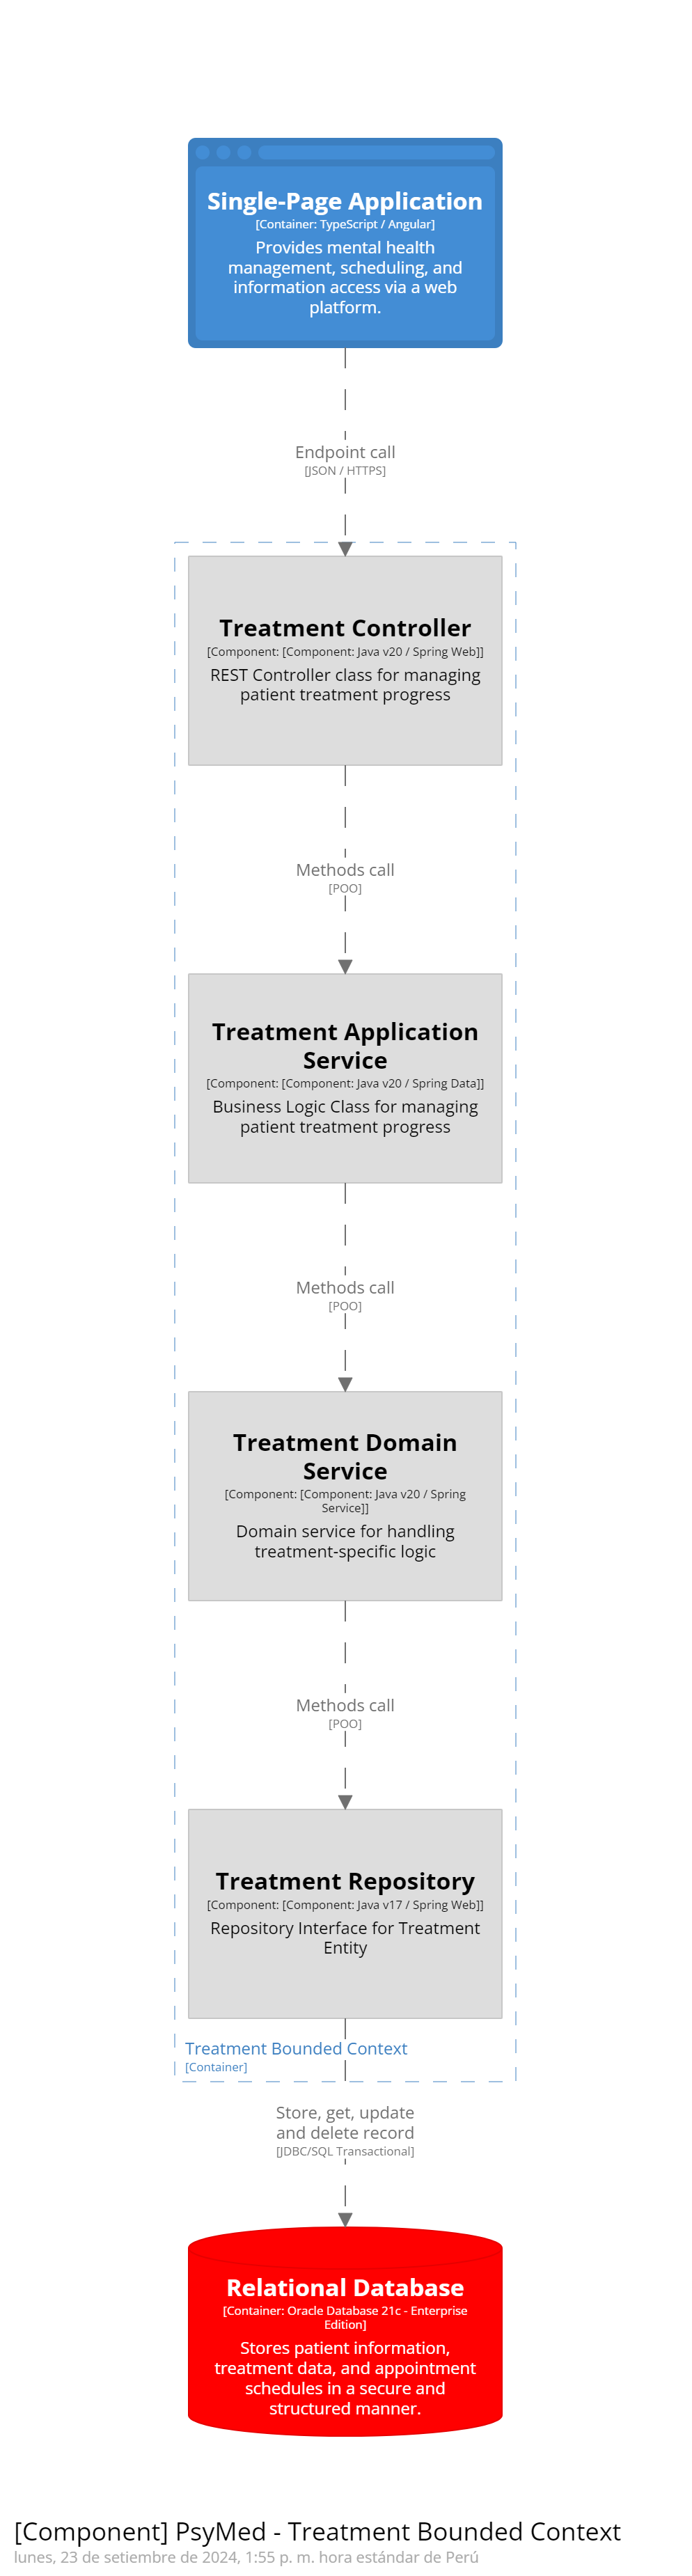 Single-Page Application
[Container: TypeScript / Angular]
Provides mental health
management, scheduling, and
information access via a web
platform.
Endpoint call
[JSON / HTTPS]
Treatment Controller
[Component: [Component: Java v20 / Spring Web]]
REST Controller class for managing
patient treatment progress
Methods call
[POO]
Treatment Application
Service
[Component: [Component: Java v20 / Spring Data]]
Business Logic Class for managing
patient treatment progress
Methods call
[POO]
Treatment Domain
Service
[Component: [Component: Java v20 / Spring
Service]]
Domain service for handling
treatment-specific logic
Methods call
[POO]
Treatment Repository
[Component: [Component: Java v17 / Spring Web]]
Repository Interface for Treatment
Entity
Treatment Bounded Context
[Container]
Store, get, update
and delete record
[JDBC/SQL Transactional]
Relational Database
[Container: Oracle Database 21c - Enterprise
Edition]
Stores patient information,
treatment data, and appointment
schedules in a secure and
structured manner.
[Component] PsyMed - Treatment Bounded Context
lunes, 23 de setiembre de 2024, 1:55 p. m. hora estándar de Perú